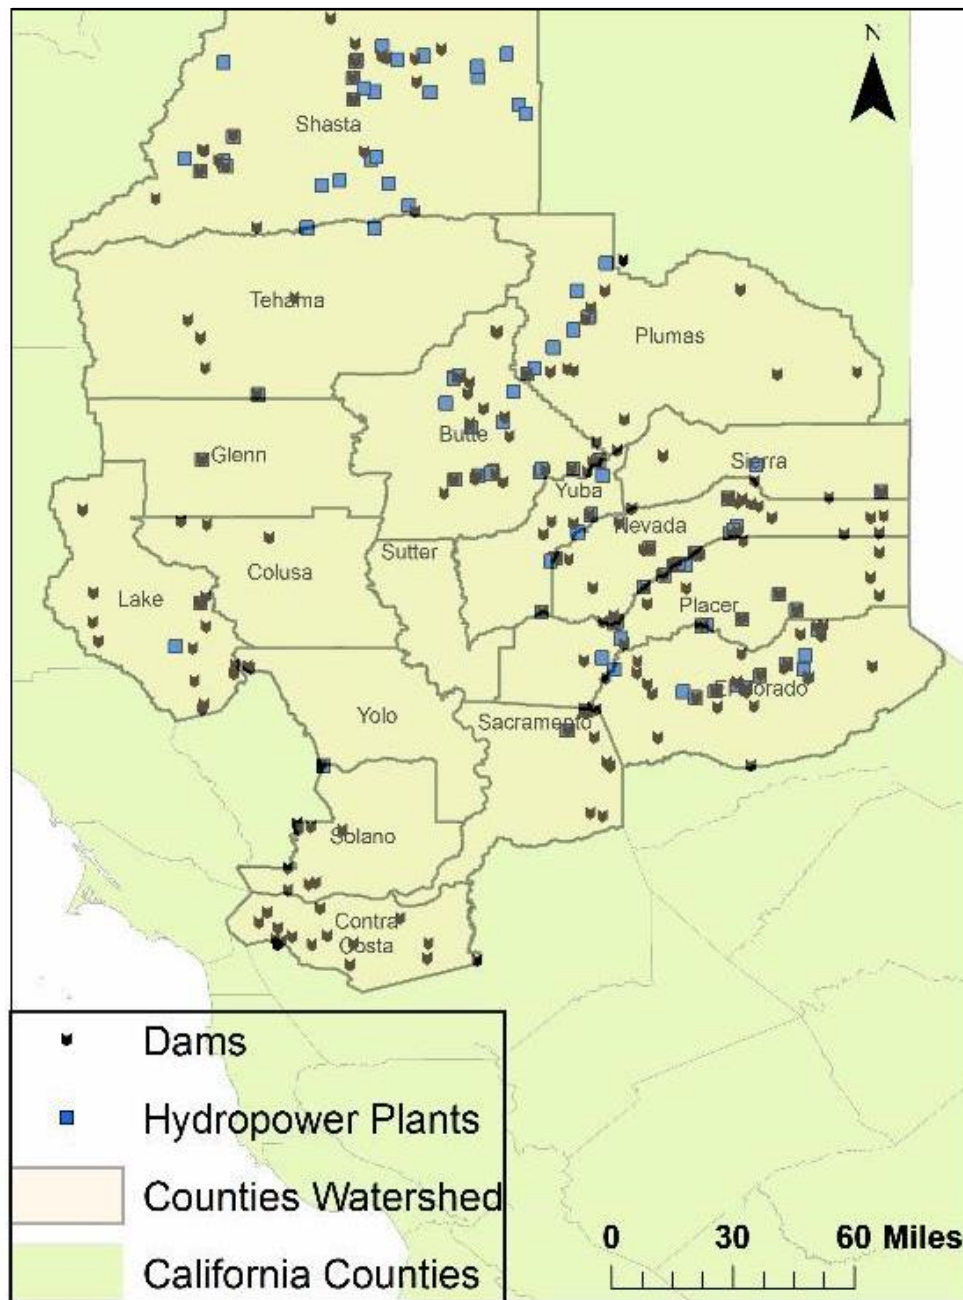 N
Shasta
Tehama
Plumas
Butte
Glenn
Sierra
Yuba
Nevada
Sutter
Colusa
Lake
Placer
El Dorado
Yolo
Sacramento
Solano
Contra
Costa
Dams
Hydropower Plants
Counties Watershed
California Counties
0 30 60 Miles